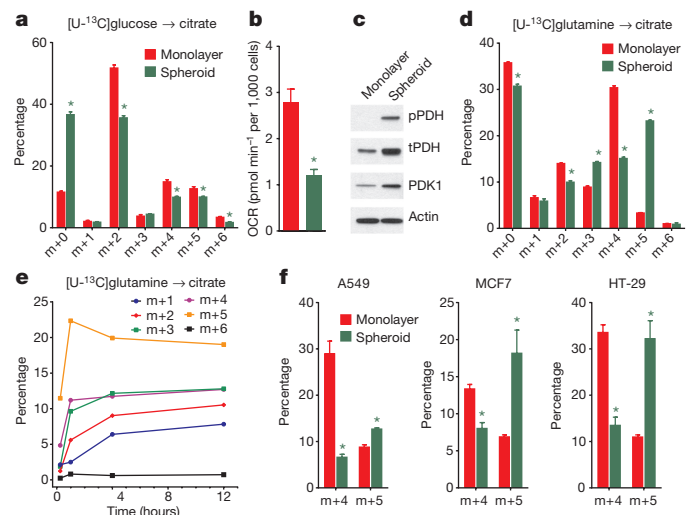 a
[U-¹³C]glucose → citrate
Percentage
60
40
20
0
Monolayer
Spheroid
*
*
*
*
*
m+0
m+1
m+2
m+3
m+4
m+5
m+6
b
OCR (pmol min⁻¹ per 1,000 cells)
4
3
2
1
0
*
c
Monolayer
Spheroid
pPDH
tPDH
PDK1
Actin
d
[U-¹³C]glutamine → citrate
Percentage
40
30
20
10
0
Monolayer
Spheroid
*
*
*
*
*
m+0
m+1
m+2
m+3
m+4
m+5
m+6
e
[U-¹³C]glutamine → citrate
Percentage
25
20
15
10
5
0
m+1
m+4
m+2
m+5
m+3
m+6
0
4
8
12
Time (hours)
f
A549
Percentage
40
30
20
10
0
Monolayer
Spheroid
*
*
m+4
m+5
MCF7
Percentage
25
20
15
10
5
0
*
*
m+4
m+5
HT-29
Percentage
40
30
20
10
0
*
*
m+4
m+5